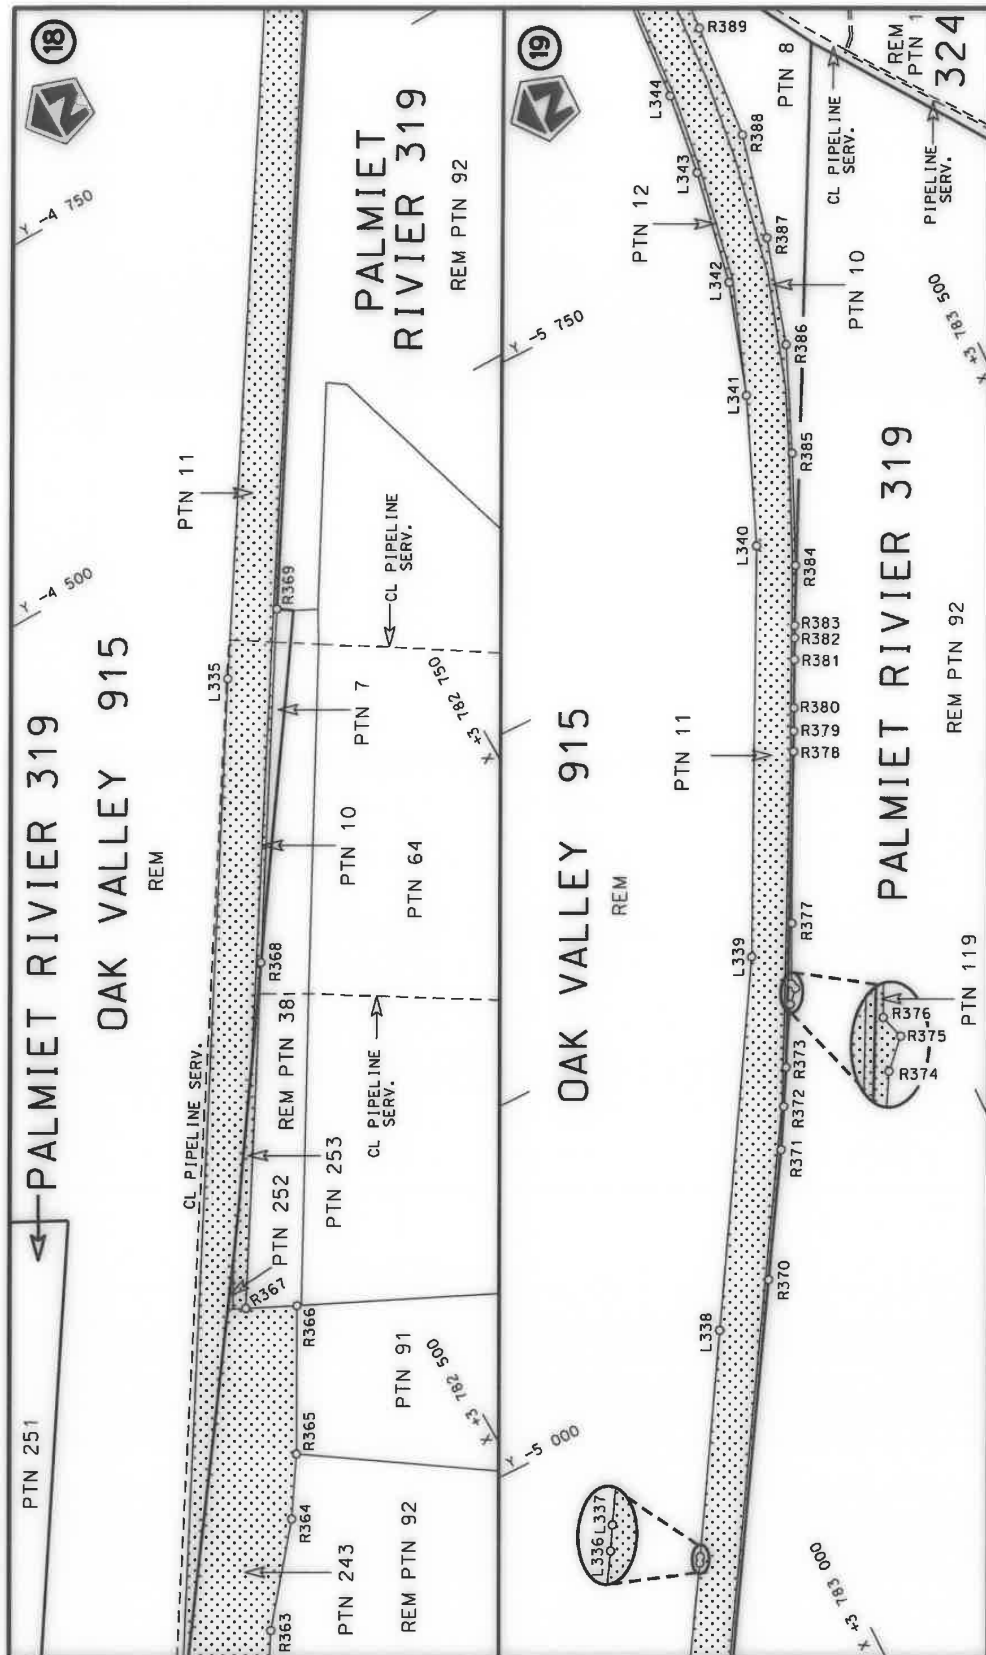 18
PALMIET RIVIER 319
OAK VALLEY 915
REM
PTN 251
Y -4 750
Y -4 500
PALMIET
RIVIER 319
REM PTN 92
PTN 11
L335
R369
CL PIPELINE
SERV.
X +3 782 750
PTN 7
PTN 10
PTN 64
R368
REM PTN 38
CL PIPELINE
SERV.
CL PIPELINE SERV.
PTN 253
PTN 252
R367
R366
PTN 91
X +3 782 500
R365
R364
REM PTN 92
PTN 243
R363
19
R389
L344
L343
PTN 12
R388
L342
R387
PTN 10
R386
L341
R385
L340
R384
R383
R382
R381
R380
R379
R378
PTN 11
R377
L339
R376
R375
R374
PTN 119
R373
R372
R371
R370
L338
L337
L336
PTN 8
CL PIPELINE
SERV.
PIPELINE
SERV.
REM
PTN 1
324
X +3 783 500
Y -5 750
PALMIET RIVIER 319
REM PTN 92
OAK VALLEY 915
REM
Y -5 000
X +3 783 000